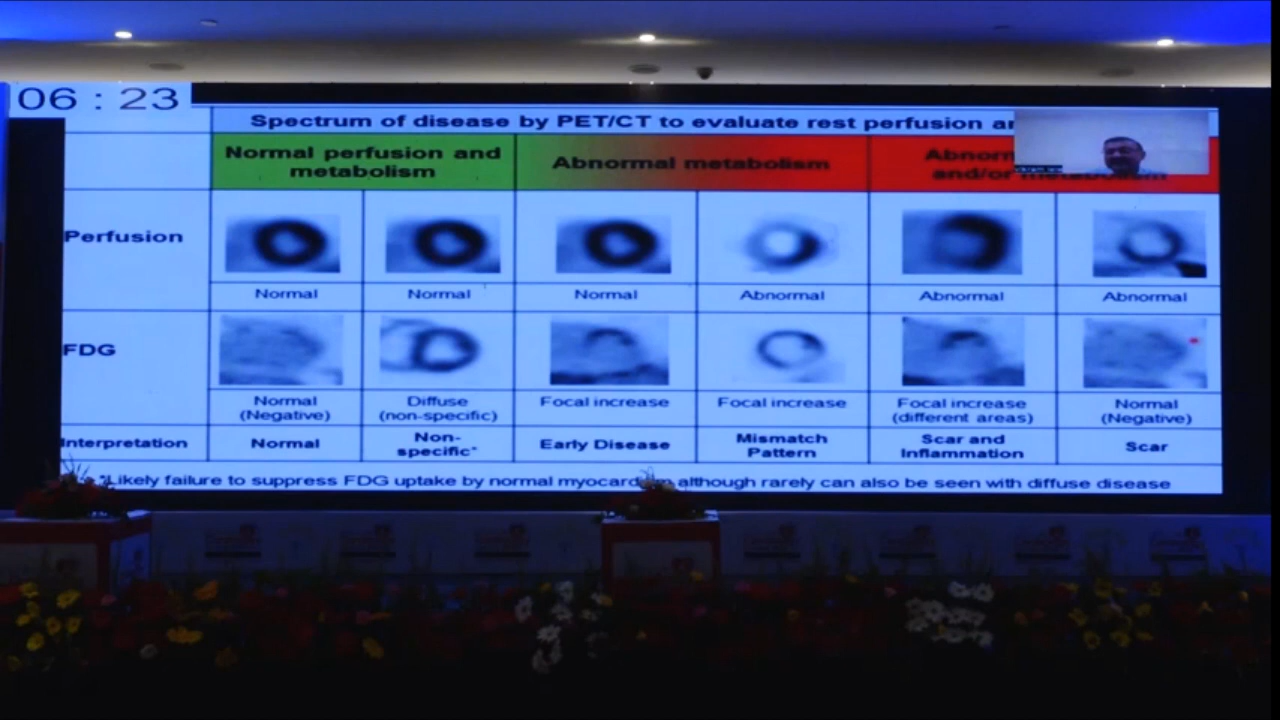 06 : 23
Spectrum of disease by PET/CT to evaluate rest perfusion
Normal perfusion and
metabolism
Abnormal metabolism
and/or
Perfusion
Normal
Normal
Normal
Abnormal
Abnormal
Abnormal
FDG
Normal
(Negative)
Diffuse
(non-specific)
Focal increase
Focal increase
Focal increase
(different areas)
Normal
(Negative)
Interpretation
Normal
Non-
specific*
Early Disease
Mismatch
Pattern
Scar and
Inflammation
Scar
*Likely failure to suppress FDG uptake by normal myocardium although rarely can also be seen with diffuse disease